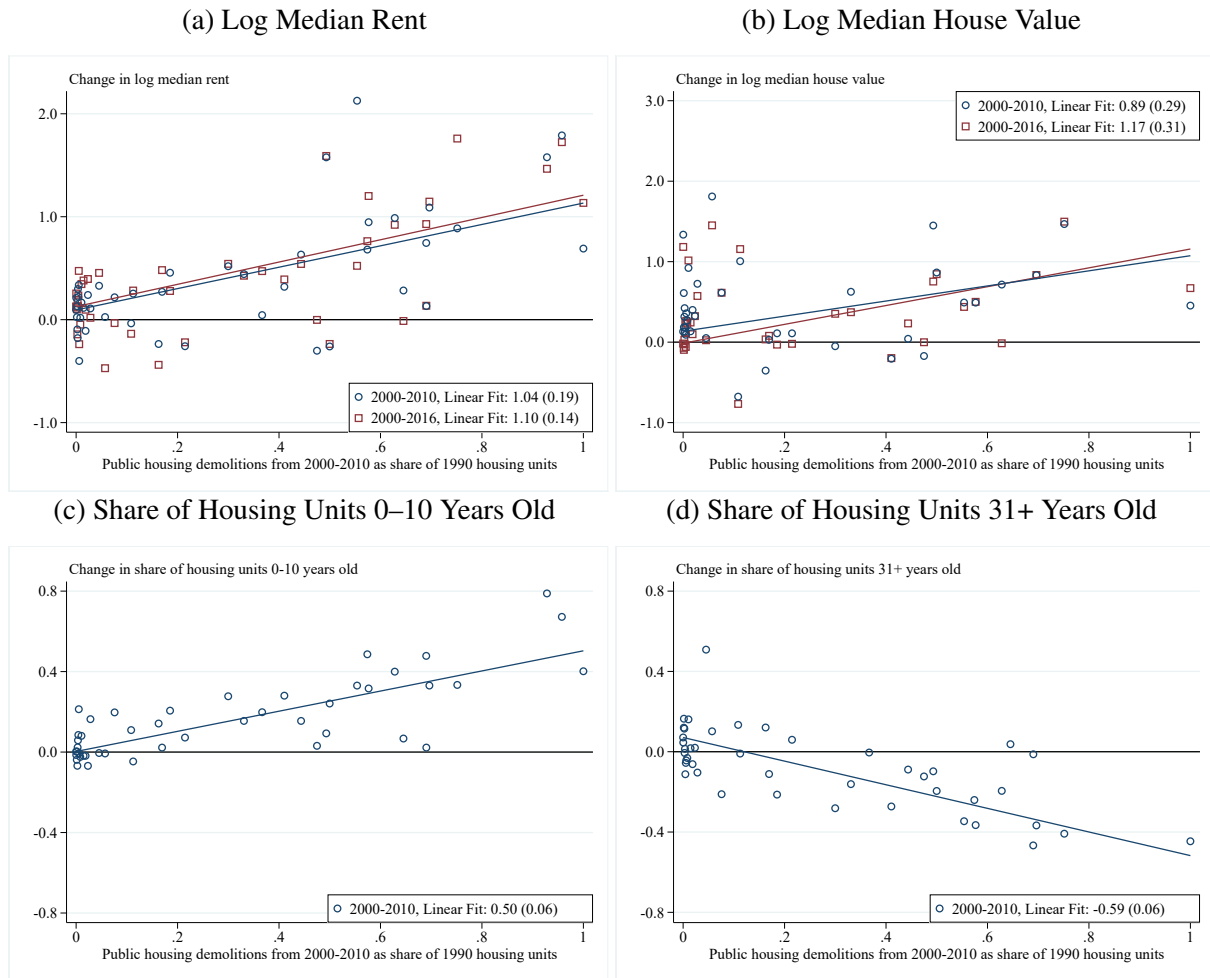 (a) Log Median Rent
Change in log median rent
2.0
1.0
0.0
-1.0
2000-2010, Linear Fit: 1.04 (0.19)
2000-2016, Linear Fit: 1.10 (0.14)
0 .2 .4 .6 .8 1
Public housing demolitions from 2000-2010 as share of 1990 housing units
(b) Log Median House Value
Change in log median house value
3.0
2.0
1.0
0.0
-1.0
2000-2010, Linear Fit: 0.89 (0.29)
2000-2016, Linear Fit: 1.17 (0.31)
0 .2 .4 .6 .8 1
Public housing demolitions from 2000-2010 as share of 1990 housing units
(c) Share of Housing Units 0–10 Years Old
Change in share of housing units 0-10 years old
0.8
0.4
0.0
-0.4
-0.8
2000-2010, Linear Fit: 0.50 (0.06)
0 .2 .4 .6 .8 1
Public housing demolitions from 2000-2010 as share of 1990 housing units
(d) Share of Housing Units 31+ Years Old
Change in share of housing units 31+ years old
0.8
0.4
0.0
-0.4
-0.8
2000-2010, Linear Fit: -0.59 (0.06)
0 .2 .4 .6 .8 1
Public housing demolitions from 2000-2010 as share of 1990 housing units